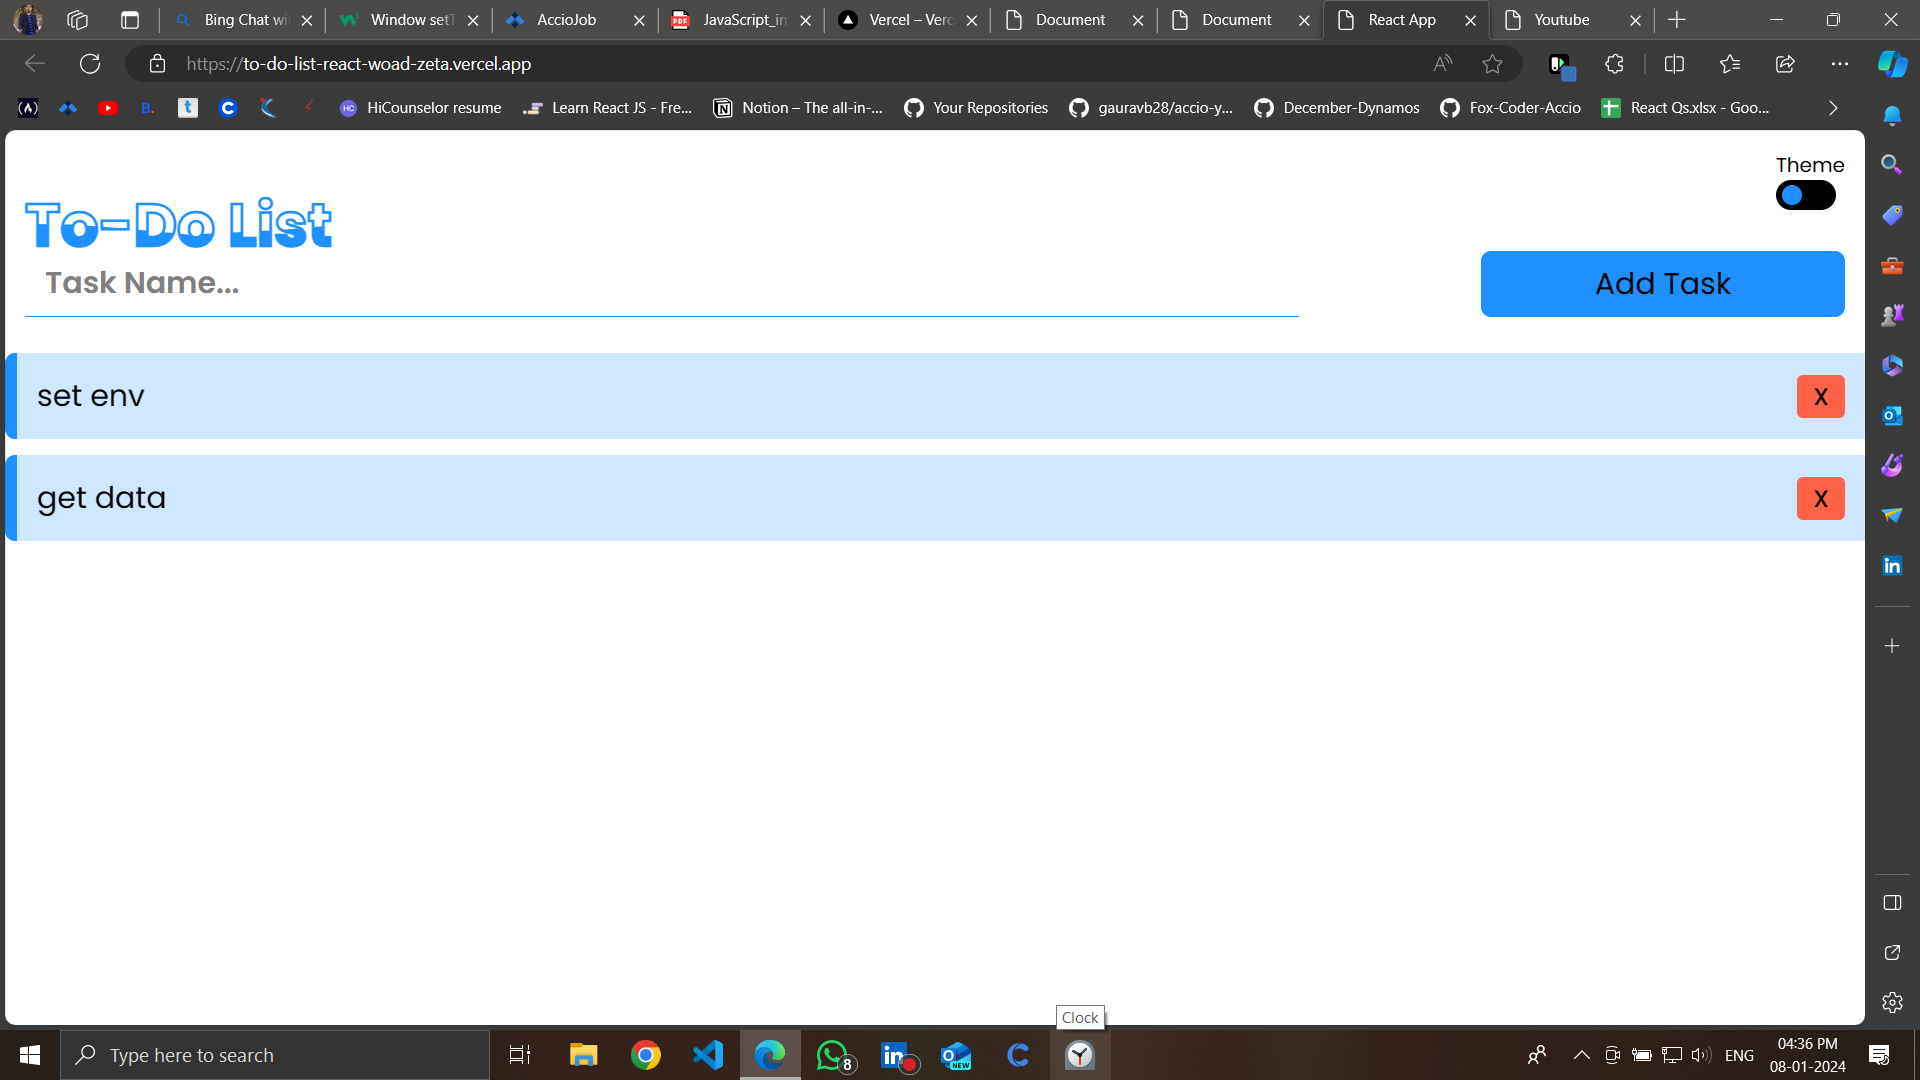 Bing Chat wi
Window setT
AccioJob
JavaScript_in
Vercel – Verc
Document
Document
React App
Youtube
https://to-do-list-react-woad-zeta.vercel.app
HiCounselor resume
Learn React JS - Fre...
Notion – The all-in-...
Your Repositories
gauravb28/accio-y...
December-Dynamos
Fox-Coder-Accio
React Qs.xlsx - Goo...
Theme
To-Do List
Task Name...
Add Task
set env
X
get data
X
Clock
Type here to search
8
NEW
ENG
04:36 PM
08-01-2024